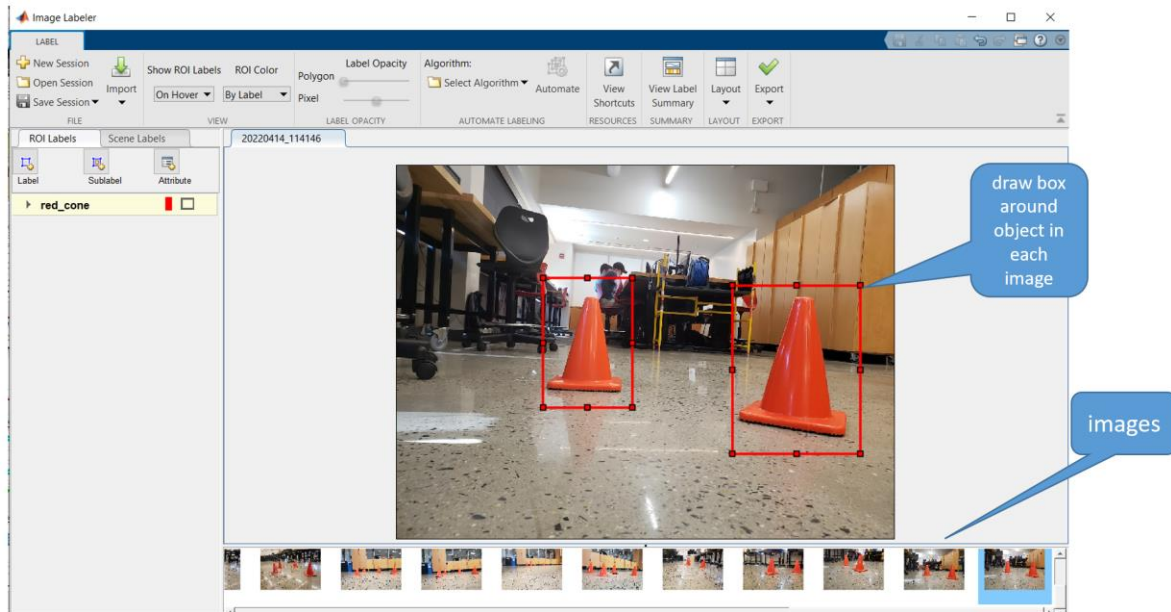 Image Labeler
LABEL
New Session
Open Session
Save Session
Import
FILE
Show ROI Labels
ROI Color
On Hover
By Label
VIEW
Label Opacity
Polygon
Pixel
LABEL OPACITY
Algorithm:
Select Algorithm
Automate
AUTOMATE LABELING
View
Shortcuts
RESOURCES
View Label
Summary
SUMMARY
Layout
LAYOUT
Export
EXPORT
ROI Labels
Scene Labels
20220414_114146
Label
Sublabel
Attribute
red_cone
draw box
around
object in
each
image
images